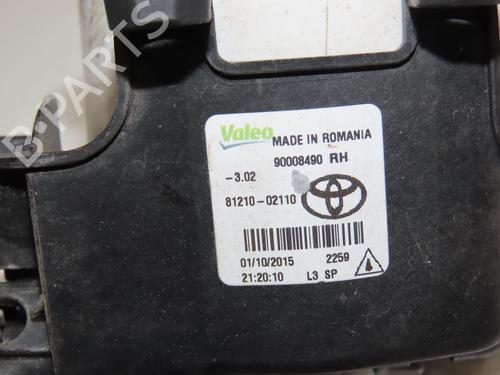 B-PARTS
Valeo MADE IN ROMANIA
90008490 RH
-3.02
81210-02110
01/10/2015 2259
21:20:10 L3 SP